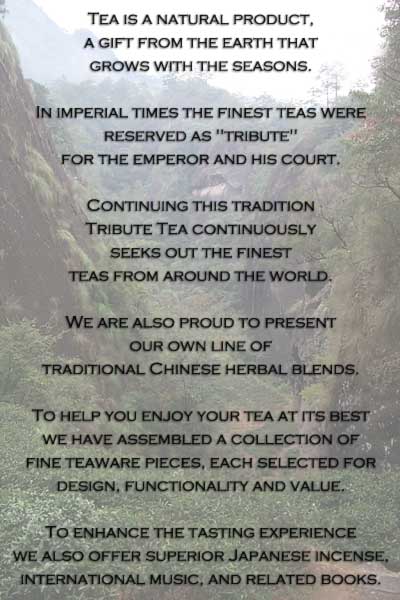 Tea is a natural product,
a gift from the earth that
grows with the seasons.
In imperial times the finest teas were
reserved as "tribute"
for the emperor and his court.
Continuing this tradition
Tribute Tea continuously
seeks out the finest
teas from around the world.
We are also proud to present
our own line of
traditional Chinese herbal blends.
To help you enjoy your tea at its best
we have assembled a collection of
fine teaware pieces, each selected for
design, functionality and value.
To enhance the tasting experience
we also offer superior Japanese incense,
international music, and related books.